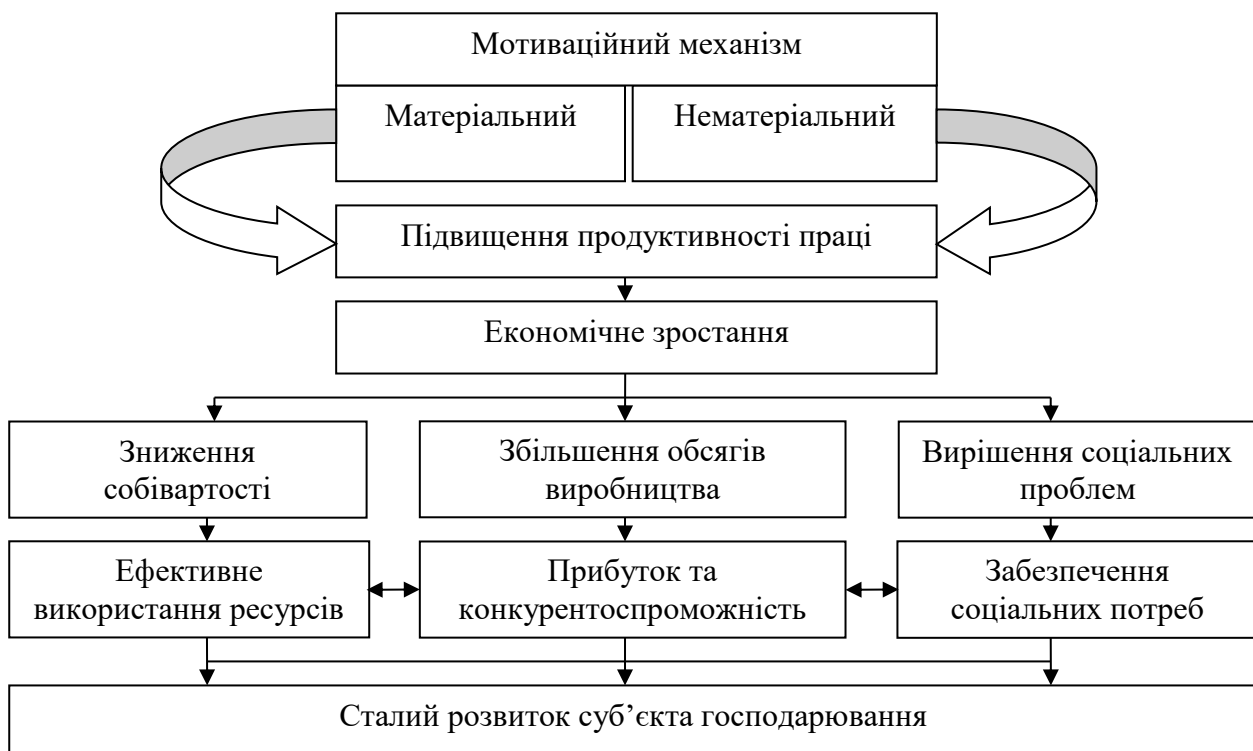 Мотиваційний механізм
Матеріальний
Нематеріальний
Підвищення продуктивності праці
Економічне зростання
Зниження
собівартості
Збільшення обсягів
виробництва
Вирішення соціальних
проблем
Ефективне
використання ресурсів
Прибуток та
конкурентоспроможність
Забезпечення
соціальних потреб
Сталий розвиток суб’єкта господарювання